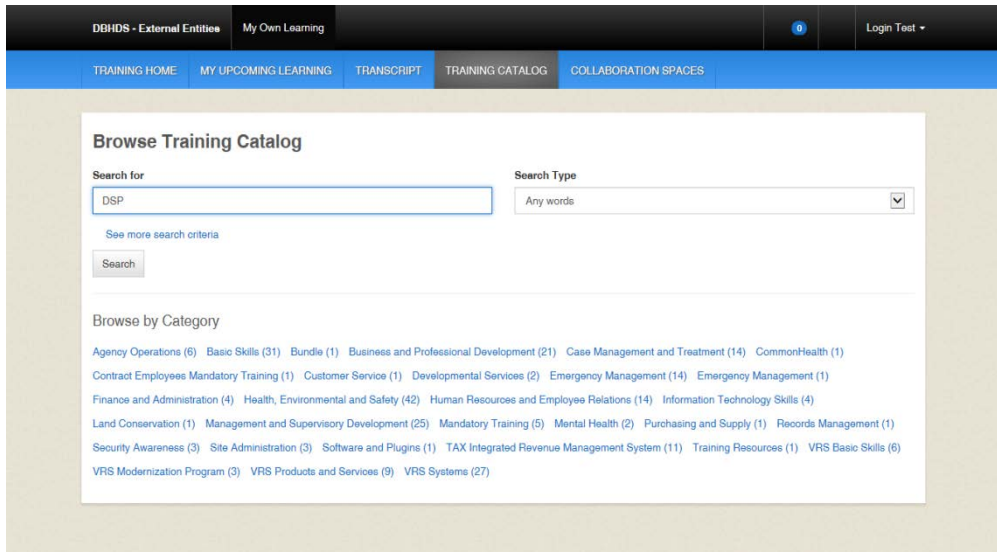 DBHDS - External Entities My Own Learning 0 Login Test
TRAINING HOME MY UPCOMING LEARNING TRANSCRIPT TRAINING CATALOG COLLABORATION SPACES
Browse Training Catalog
Search for Search Type
DSP Any words
See more search criteria
Search
Browse by Category
Agency Operations (6) Basic Skills (31) Bundle (1) Business and Professional Development (21) Case Management and Treatment (14) CommonHealth (1)
Contract Employees Mandatory Training (1) Customer Service (1) Developmental Services (2) Emergency Management (14) Emergency Management (1)
Finance and Administration (4) Health, Environmental and Safety (42) Human Resources and Employee Relations (14) Information Technology Skills (4)
Land Conservation (1) Management and Supervisory Development (25) Mandatory Training (5) Mental Health (2) Purchasing and Supply (1) Records Management (1)
Security Awareness (3) Site Administration (3) Software and Plugins (1) TAX Integrated Revenue Management System (11) Training Resources (1) VRS Basic Skills (6)
VRS Modernization Program (3) VRS Products and Services (9) VRS Systems (27)